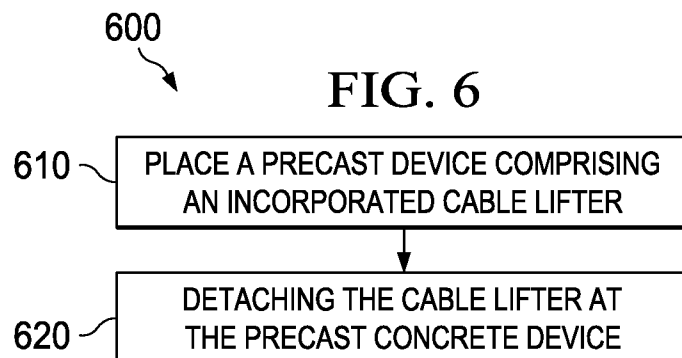 600
FIG. 6
610
PLACE A PRECAST DEVICE COMPRISING
AN INCORPORATED CABLE LIFTER
620
DETACHING THE CABLE LIFTER AT
THE PRECAST CONCRETE DEVICE